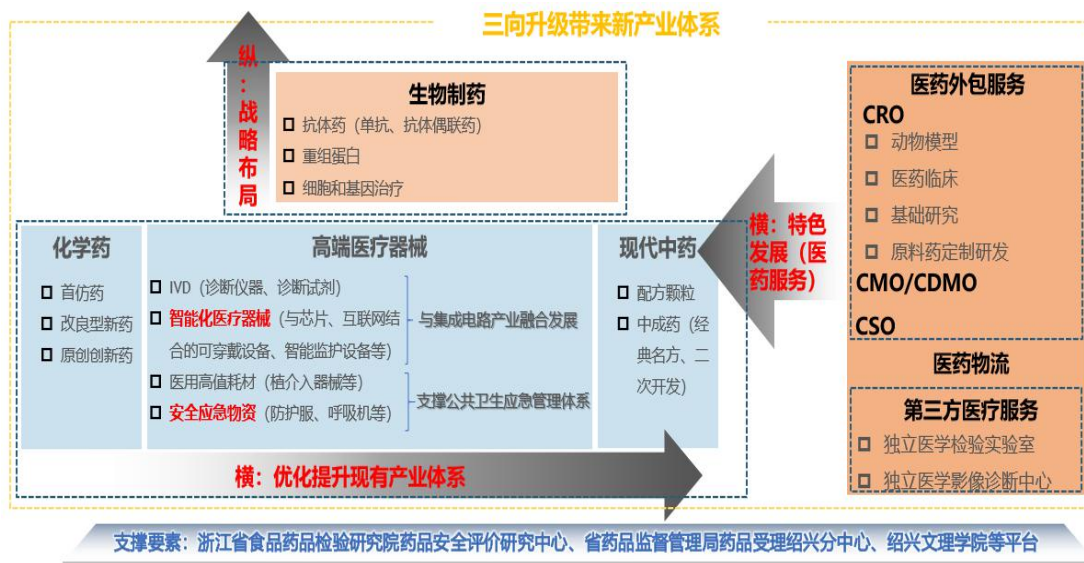 三向升级带来新产业体系
纵
：
战
略
布
局
生物制药
抗体药（单抗、抗体偶联药）
重组蛋白
细胞和基因治疗
化学药
首仿药
改良型新药
原创创新药
高端医疗器械
IVD（诊断仪器、诊断试剂）
智能化医疗器械（与芯片、互联网结
合的可穿戴设备、智能监护设备等）
与集成电路产业融合发展
医用高值耗材（植介入器械等）
安全应急物资（防护服、呼吸机等）
支撑公共卫生应急管理体系
现代中药
配方颗粒
中成药（经
典名方、二
次开发）
横：优化提升现有产业体系
横：特色
发展（医
药服务）
医药外包服务
CRO
动物模型
医药临床
基础研究
原料药定制研发
CMO/CDMO
CSO
医药物流
第三方医疗服务
独立医学检验实验室
独立医学影像诊断中心
支撑要素：浙江省食品药品检验研究院药品安全评价研究中心、省药品监督管理局药品受理绍兴分中心、绍兴文理学院等平台